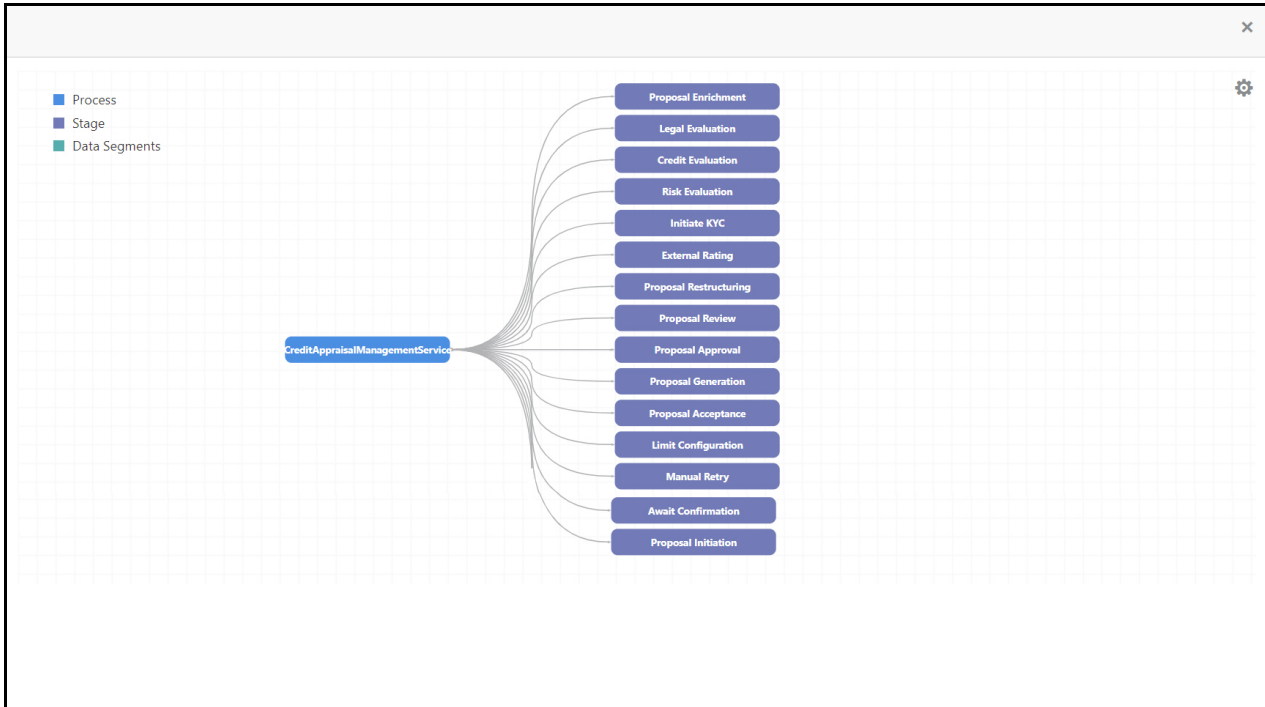 ×
Process
Stage
Data Segments
Proposal Enrichment
Legal Evaluation
Credit Evaluation
Risk Evaluation
Initiate KYC
External Rating
Proposal Restructuring
Proposal Review
CreditAppraisalManagementService
Proposal Approval
Proposal Generation
Proposal Acceptance
Limit Configuration
Manual Retry
Await Confirmation
Proposal Initiation